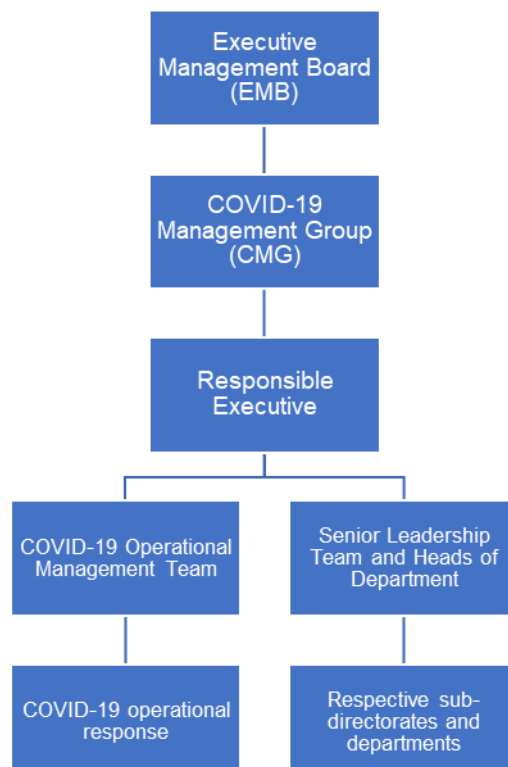 Executive
Management Board
(EMB)
COVID-19
Management Group
(CMG)
Responsible
Executive
COVID-19 Operational
Management Team
Senior Leadership
Team and Heads of
Department
COVID-19 operational
response
Respective sub-
directorates and
departments